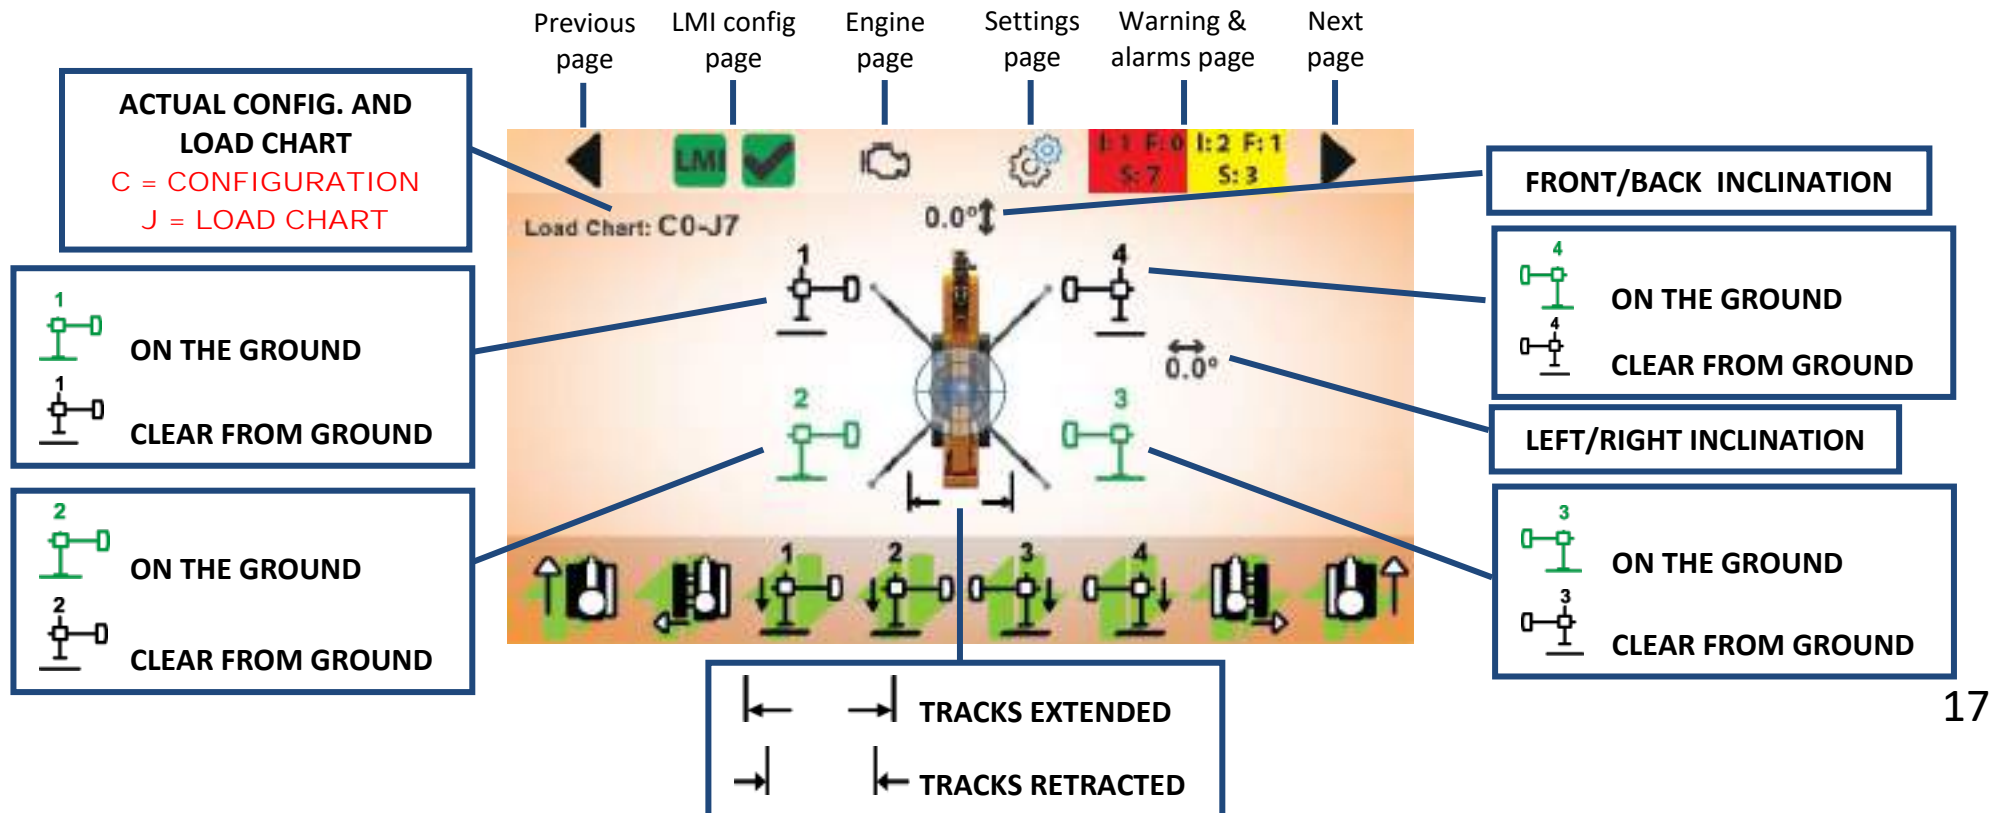 Previous page
LMI config page
Engine page
Settings page
Warning & alarms page
Next page
ACTUAL CONFIG. AND
LOAD CHART
C = CONFIGURATION
J = LOAD CHART
LMI
I: 1 F: 0
S: 7
I: 2 F: 1
S: 3
Load Chart: C0-J7
0.0°
FRONT/BACK INCLINATION
1
4
1
ON THE GROUND
1
CLEAR FROM GROUND
4
ON THE GROUND
4
CLEAR FROM GROUND
0.0°
LEFT/RIGHT INCLINATION
2
3
2
ON THE GROUND
2
CLEAR FROM GROUND
3
ON THE GROUND
3
CLEAR FROM GROUND
1 2 3 4
TRACKS EXTENDED
TRACKS RETRACTED
17